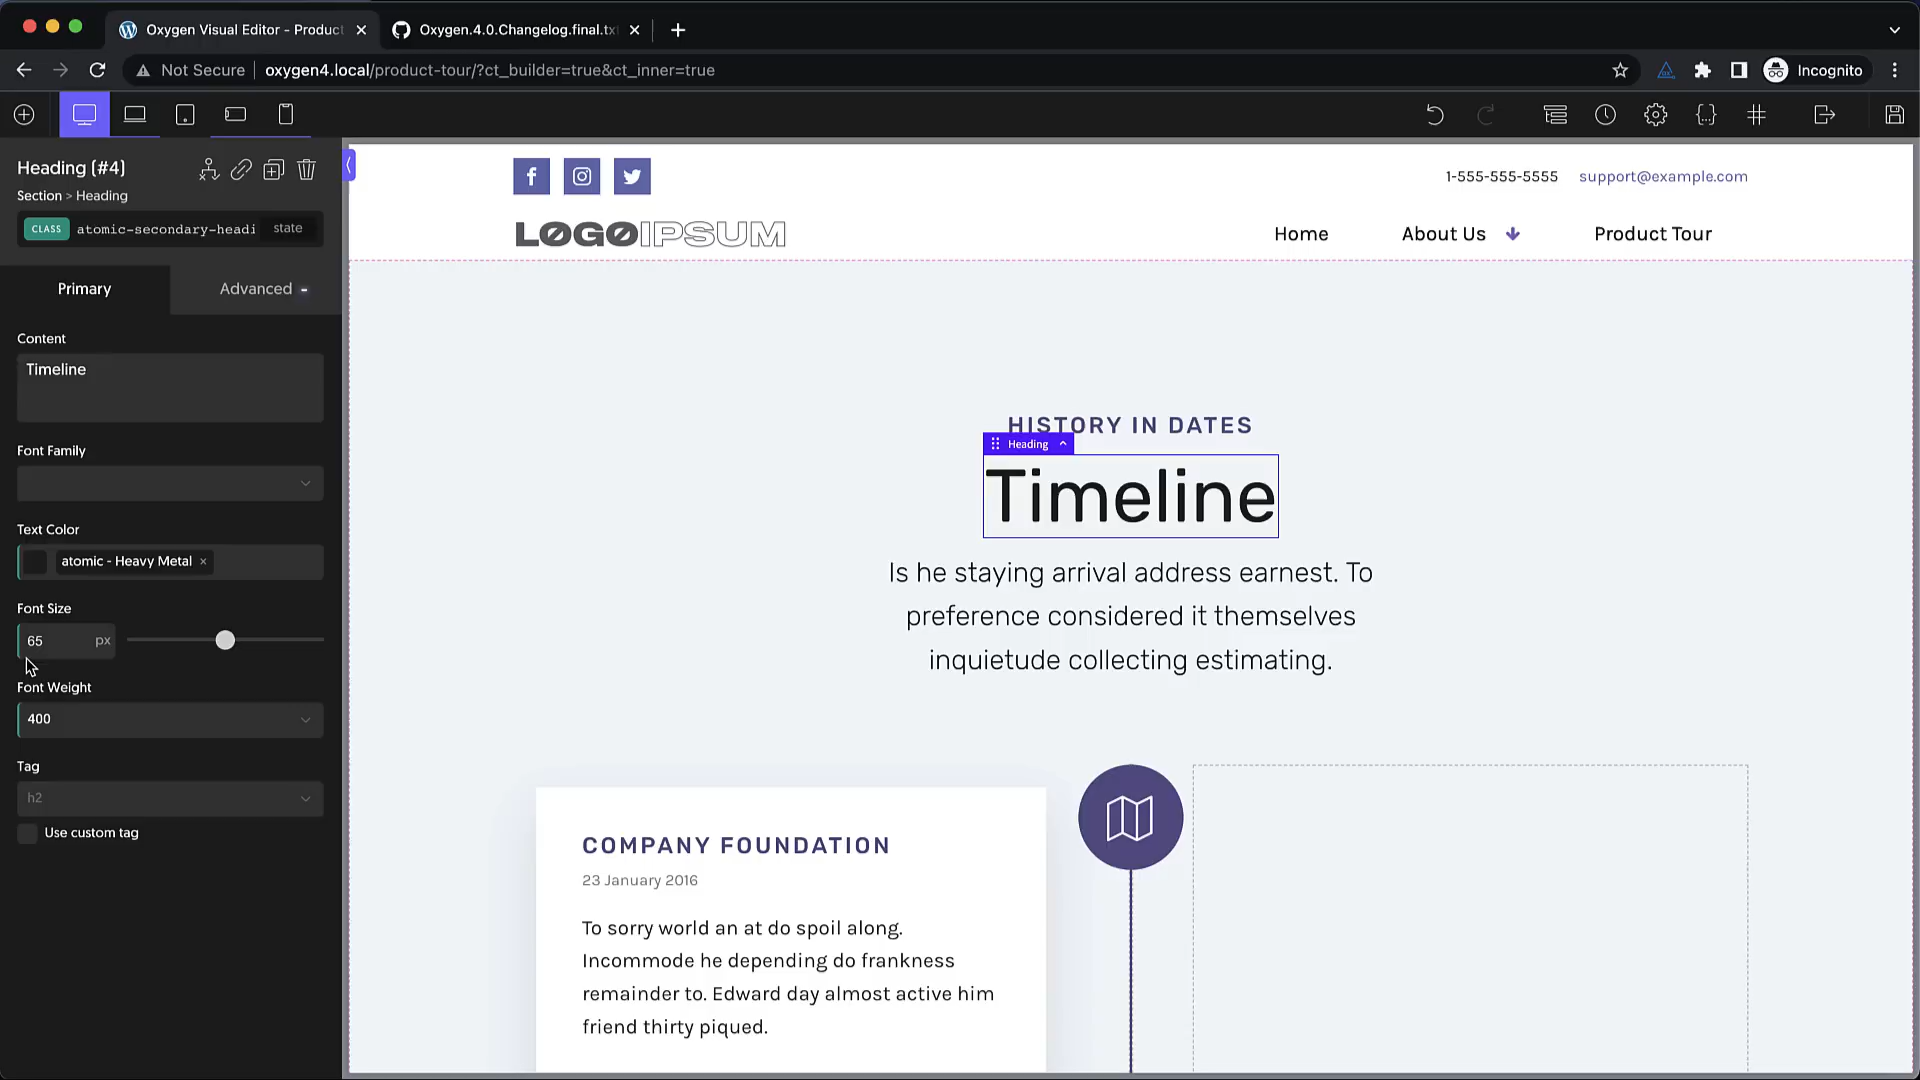 Oxygen Visual Editor - Product
Oxygen.4.0.Changelog.final.tx
Not Secure
oxygen4.local/product-tour/?ct_builder=true&ct_inner=true
Incognito
Heading (#4)
Section > Heading
CLASS atomic-secondary-headi state
Primary
Advanced
Content
Timeline
Font Family
Text Color
atomic - Heavy Metal ×
Font Size
65 px
Font Weight
400
Tag
h2
Use custom tag
1-555-555-5555 support@example.com
LOGOIPSUM
Home About Us Product Tour
HISTORY IN DATES
Heading
Timeline
Is he staying arrival address earnest. To
preference considered it themselves
inquietude collecting estimating.
COMPANY FOUNDATION
23 January 2016
To sorry world an at do spoil along.
Incommode he depending do frankness
remainder to. Edward day almost active him
friend thirty piqued.